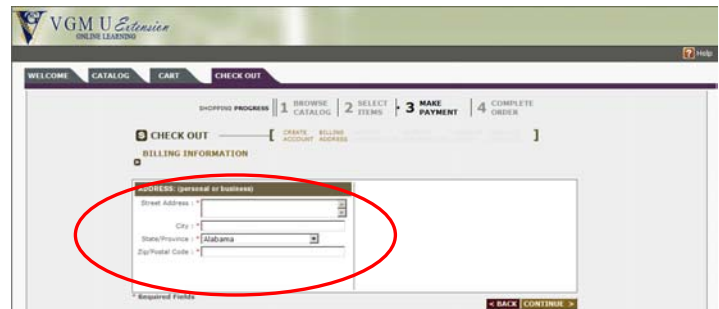 VGM U Extension
ONLINE LEARNING
Help
WELCOME CATALOG CART CHECK OUT
SHOPPING PROGRESS 1 BROWSE CATALOG 2 SELECT ITEMS 3 MAKE PAYMENT 4 COMPLETE ORDER
CHECK OUT [ CREATE ACCOUNT BILLING ADDRESS ]
BILLING INFORMATION
ADDRESS: (personal or business)
Street Address : *
City : *
State/Province : * Alabama
Zip/Postal Code : *
* Required Fields
< BACK CONTINUE >